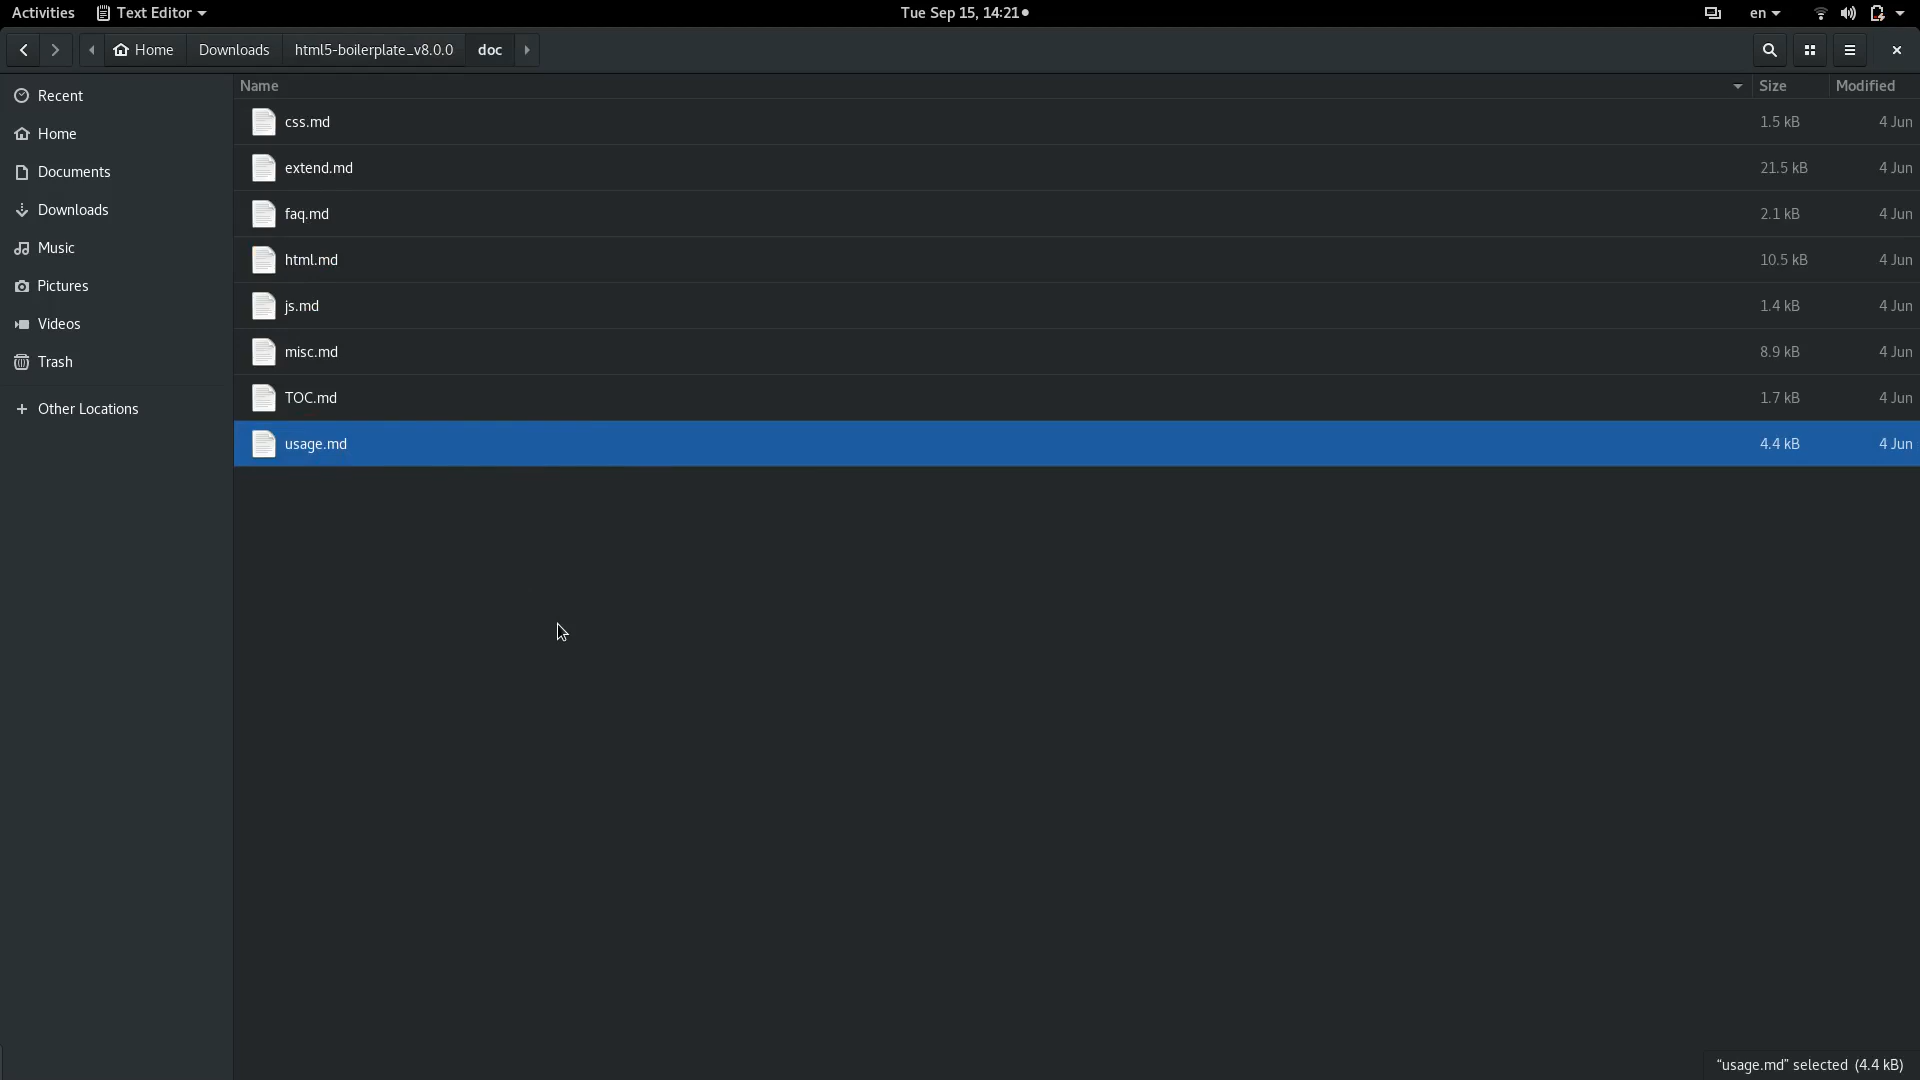 Activities Text Editor Tue Sep 15, 14:21 en
Home Downloads html5-boilerplate_v8.0.0 doc
Name Size Modified
Recent
Home
Documents
Downloads
Music
Pictures
Videos
Trash
Other Locations
css.md 1.5 kB 4 Jun
extend.md 21.5 kB 4 Jun
faq.md 2.1 kB 4 Jun
html.md 10.5 kB 4 Jun
js.md 1.4 kB 4 Jun
misc.md 8.9 kB 4 Jun
TOC.md 1.7 kB 4 Jun
usage.md 4.4 kB 4 Jun
“usage.md” selected (4.4 kB)